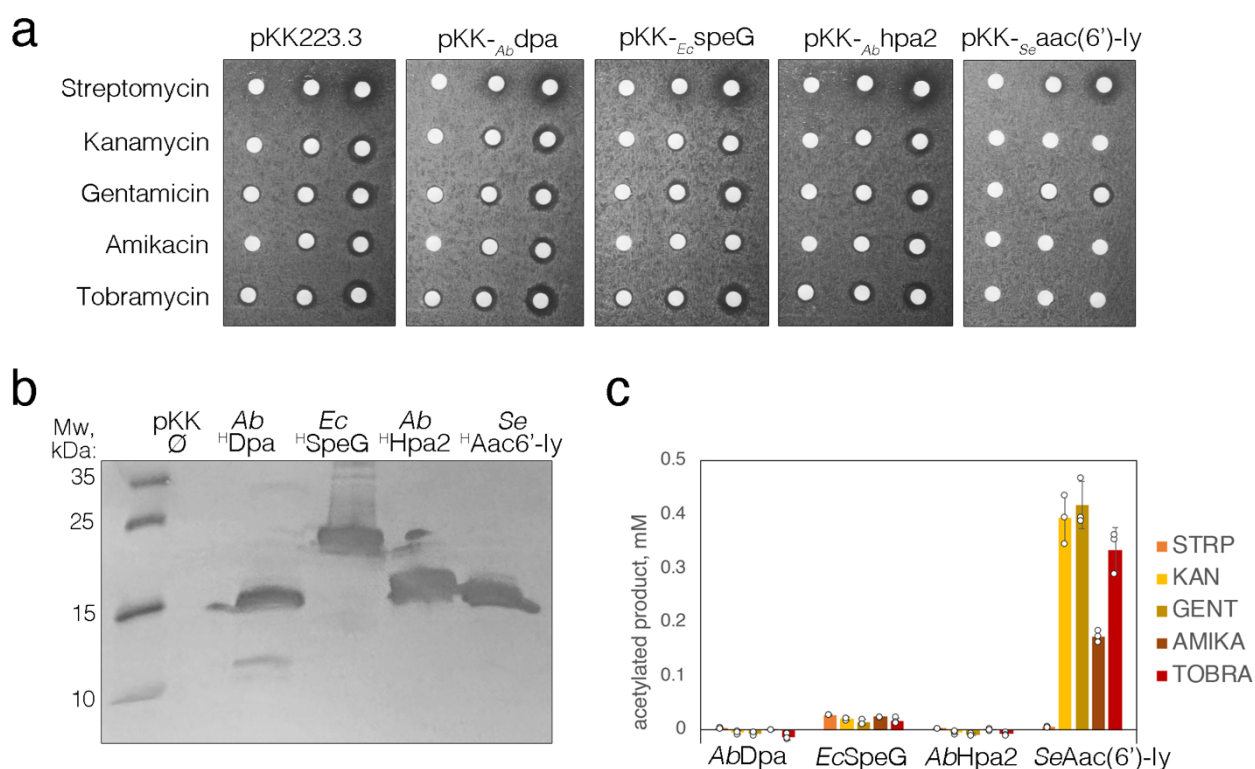 a
pKK223.3 pKK-Abdpa pKK-EcspeG pKK-Abhpa2 pKK-Seaac(6')-Iy
Streptomycin
Kanamycin
Gentamicin
Amikacin
Tobramycin
b
pKK Ab Ec Ab Se
Mw, Ø HDpa HSpeG HHpa2 HAac6'-Iy
kDa:
35
25
15
10
c
acetylated product, mM
0.5
0.4
0.3
0.2
0.1
0
AbDpa EcSpeG AbHpa2 SeAac(6')-Iy
STRP
KAN
GENT
AMIKA
TOBRA